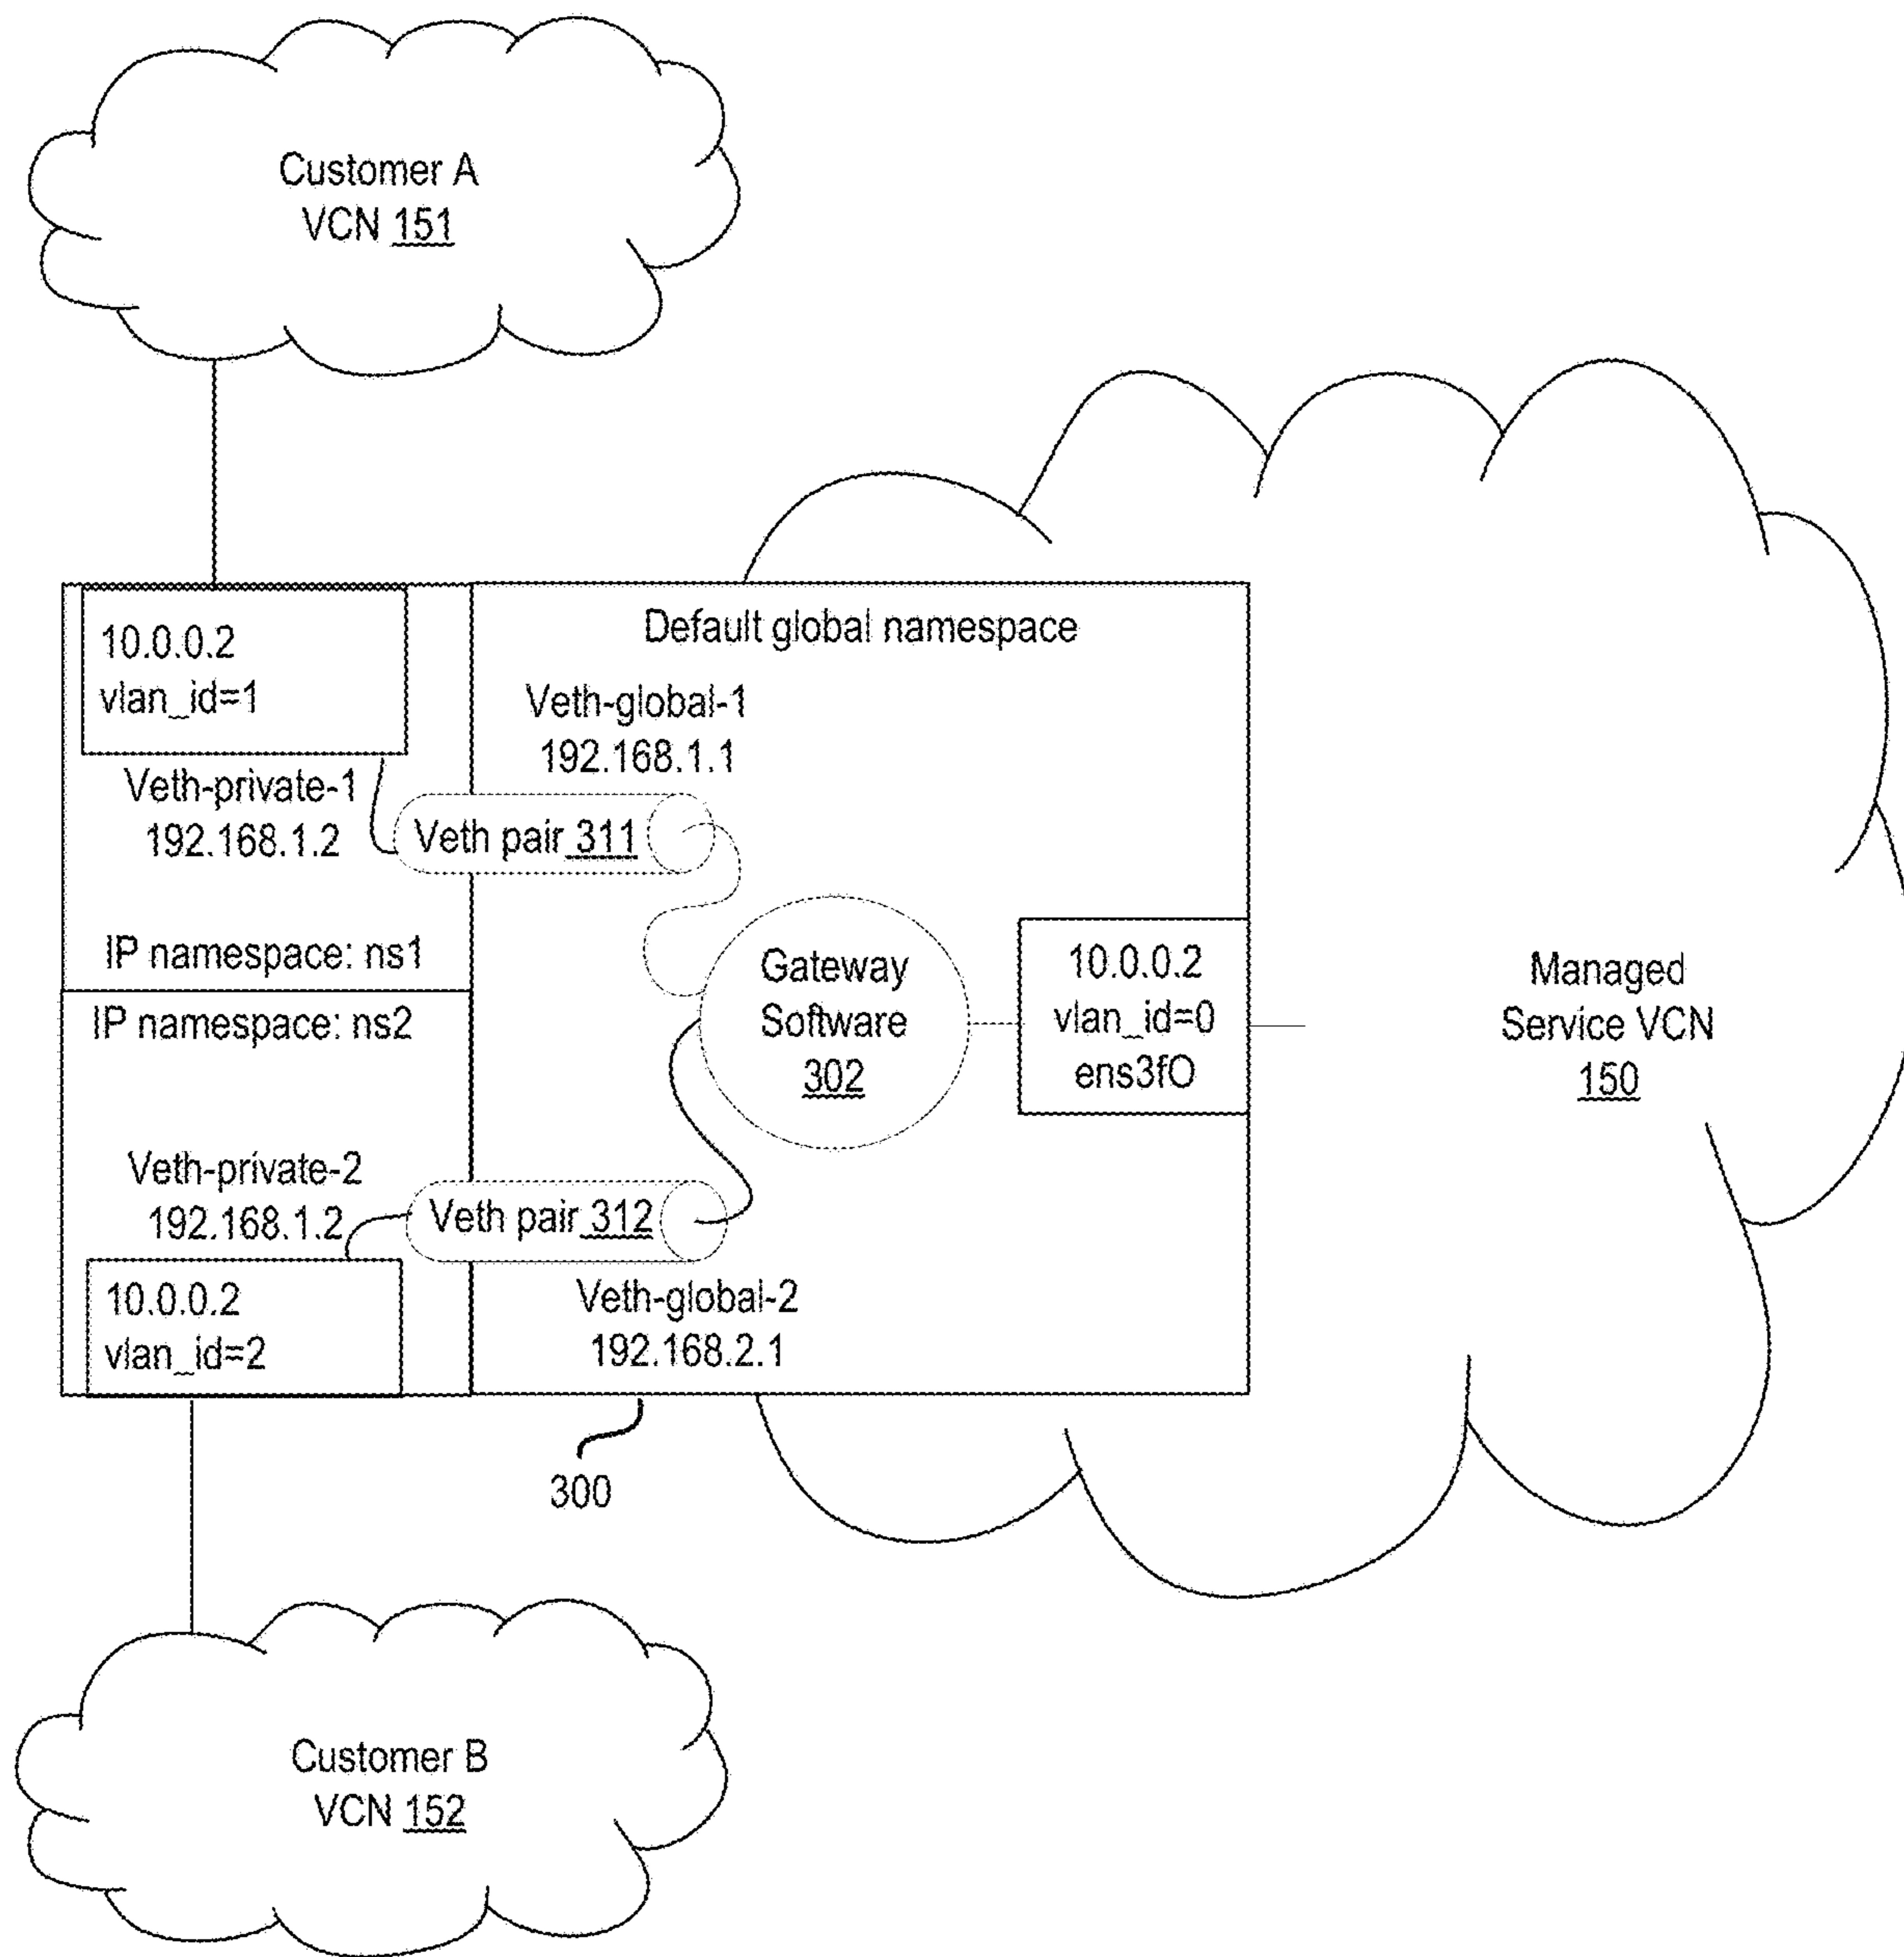 Customer A
VCN 151
10.0.0.2
vlan_id=1
Default global namespace
Veth-global-1
192.168.1.1
Veth-private-1
192.168.1.2
Veth pair 311
IP namespace: ns1
Gateway
Software
302
10.0.0.2
vlan_id=0
ens3fO
Managed
Service VCN
150
IP namespace: ns2
Veth-private-2
192.168.1.2
Veth pair 312
10.0.0.2
vlan_id=2
Veth-global-2
192.168.2.1
300
Customer B
VCN 152